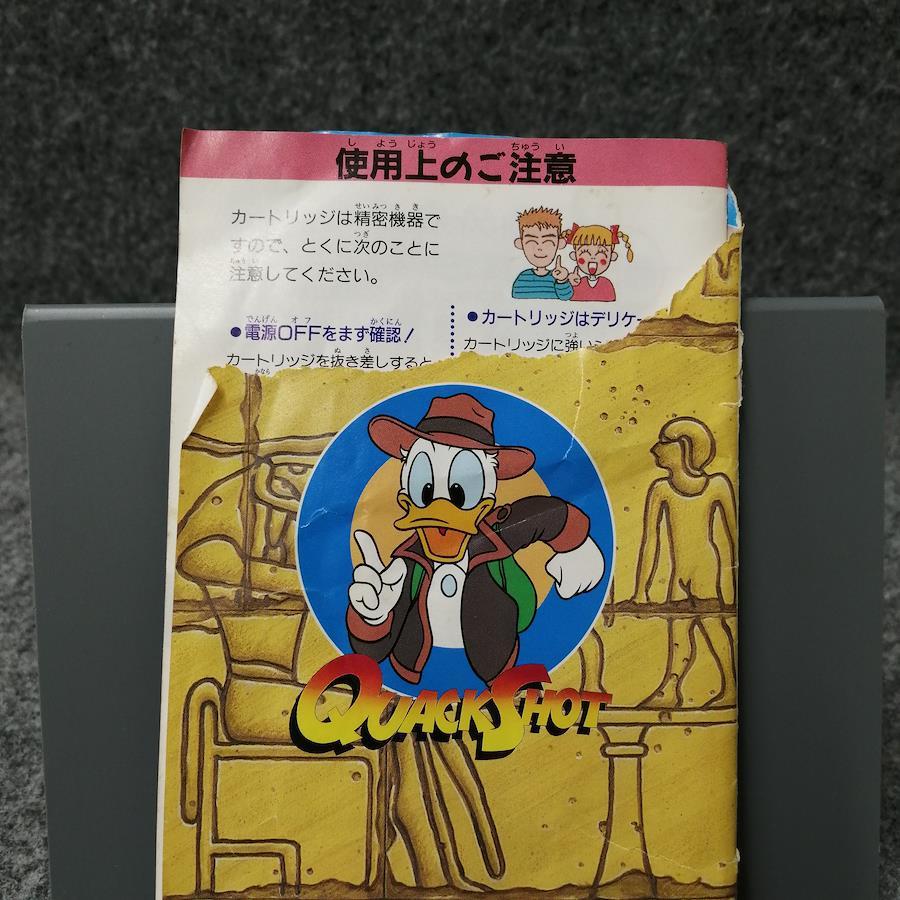 使用上のご注意
カートリッジは精密機器で
すので、とくに次のことに
注意してください。
●電源OFFをまず確認!
カートリッジを抜き差しすると
●カートリッジはデリケー
カートリッジに強い
QUACKSHOT